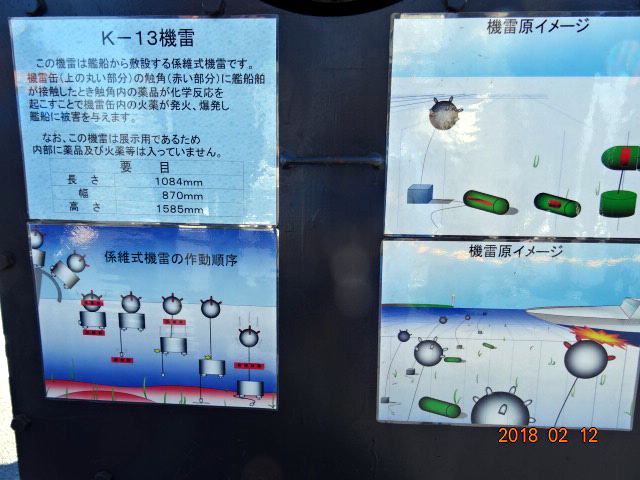 K－13機雷
この機雷は艦船から敷設する係維式機雷です。
機雷缶(上の丸い部分)の触角(赤い部分)に艦船舶
が接触したとき触角内の薬品が化学反応を
起こすことで機雷缶内の火薬が発火、爆発し
艦船に被害を与えます。
なお、この機雷は展示用であるため
内部に薬品及び火薬等は入っていません。
要　目
長　さ　1084mm
幅　870mm
高　さ　1585mm
機雷原イメージ
係維式機雷の作動順序
機雷原イメージ
2018 02 12